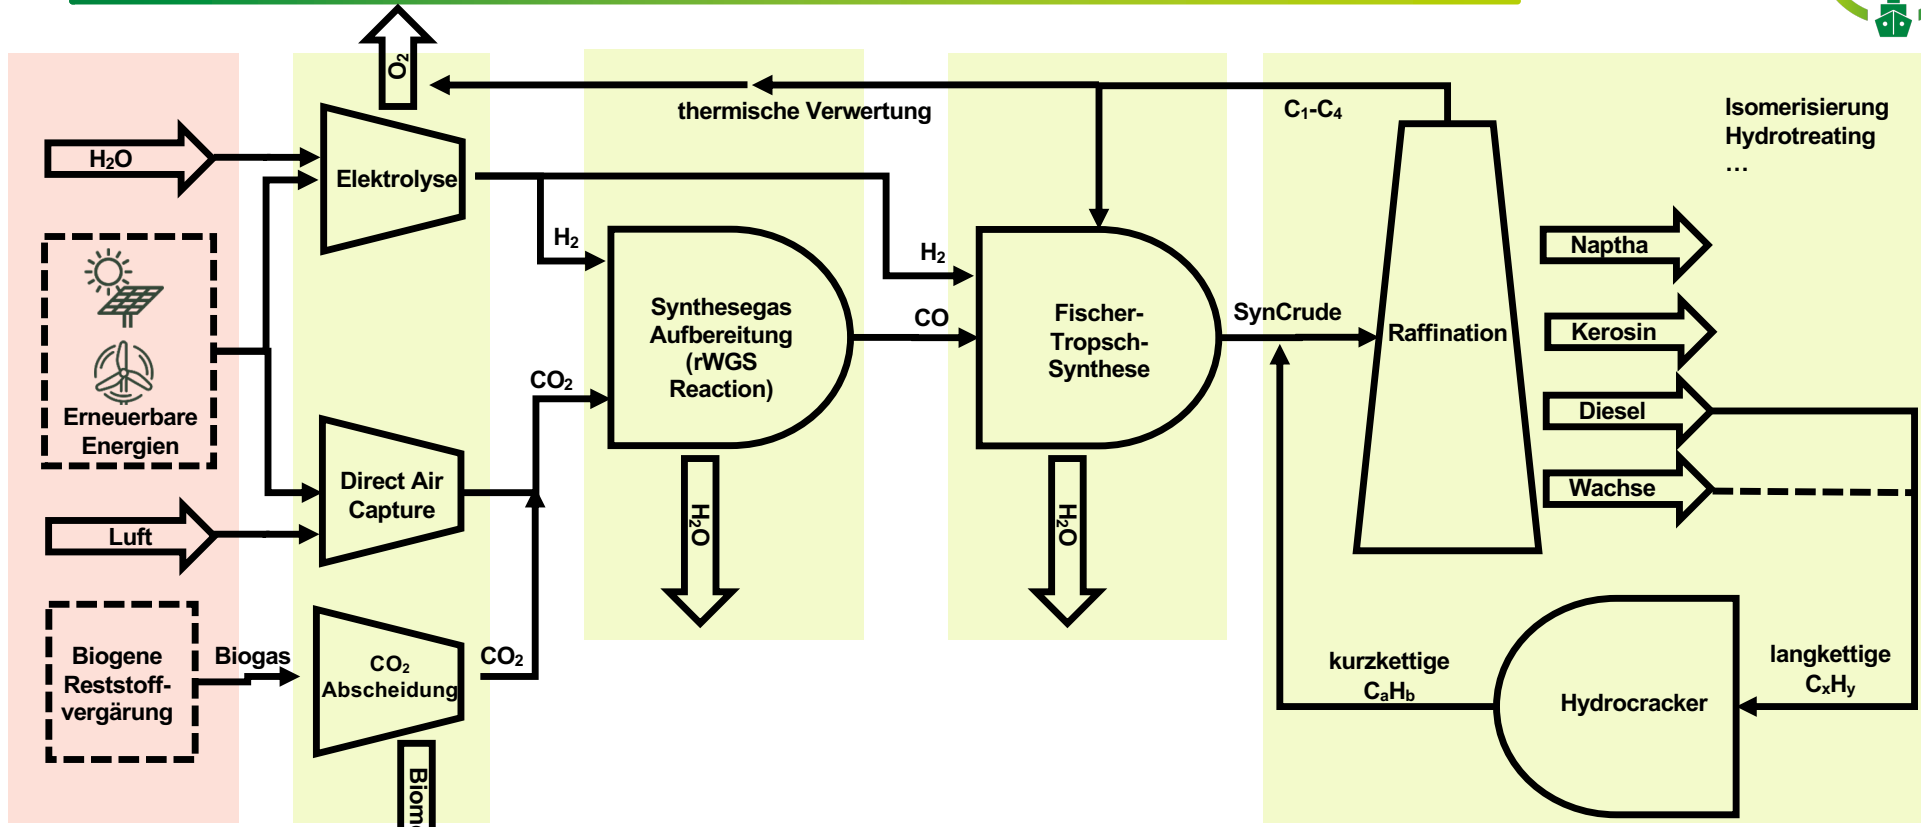 O₂
thermische Verwertung
C₁-C₄
Isomerisierung
Hydrotreating
…
H₂O
Elektrolyse
H₂
H₂
Naptha
Erneuerbare
Energien
Synthesegas
Aufbereitung
(rWGS
Reaction)
CO
Fischer-
Tropsch-
Synthese
SynCrude
Raffination
Kerosin
Diesel
Wachse
CO₂
Direct Air
Capture
Luft
H₂O
H₂O
Biogene
Reststoff-
vergärung
Biogas
CO₂
Abscheidung
CO₂
kurzkettige
CₐHb
Hydrocracker
langkettige
CₓHy